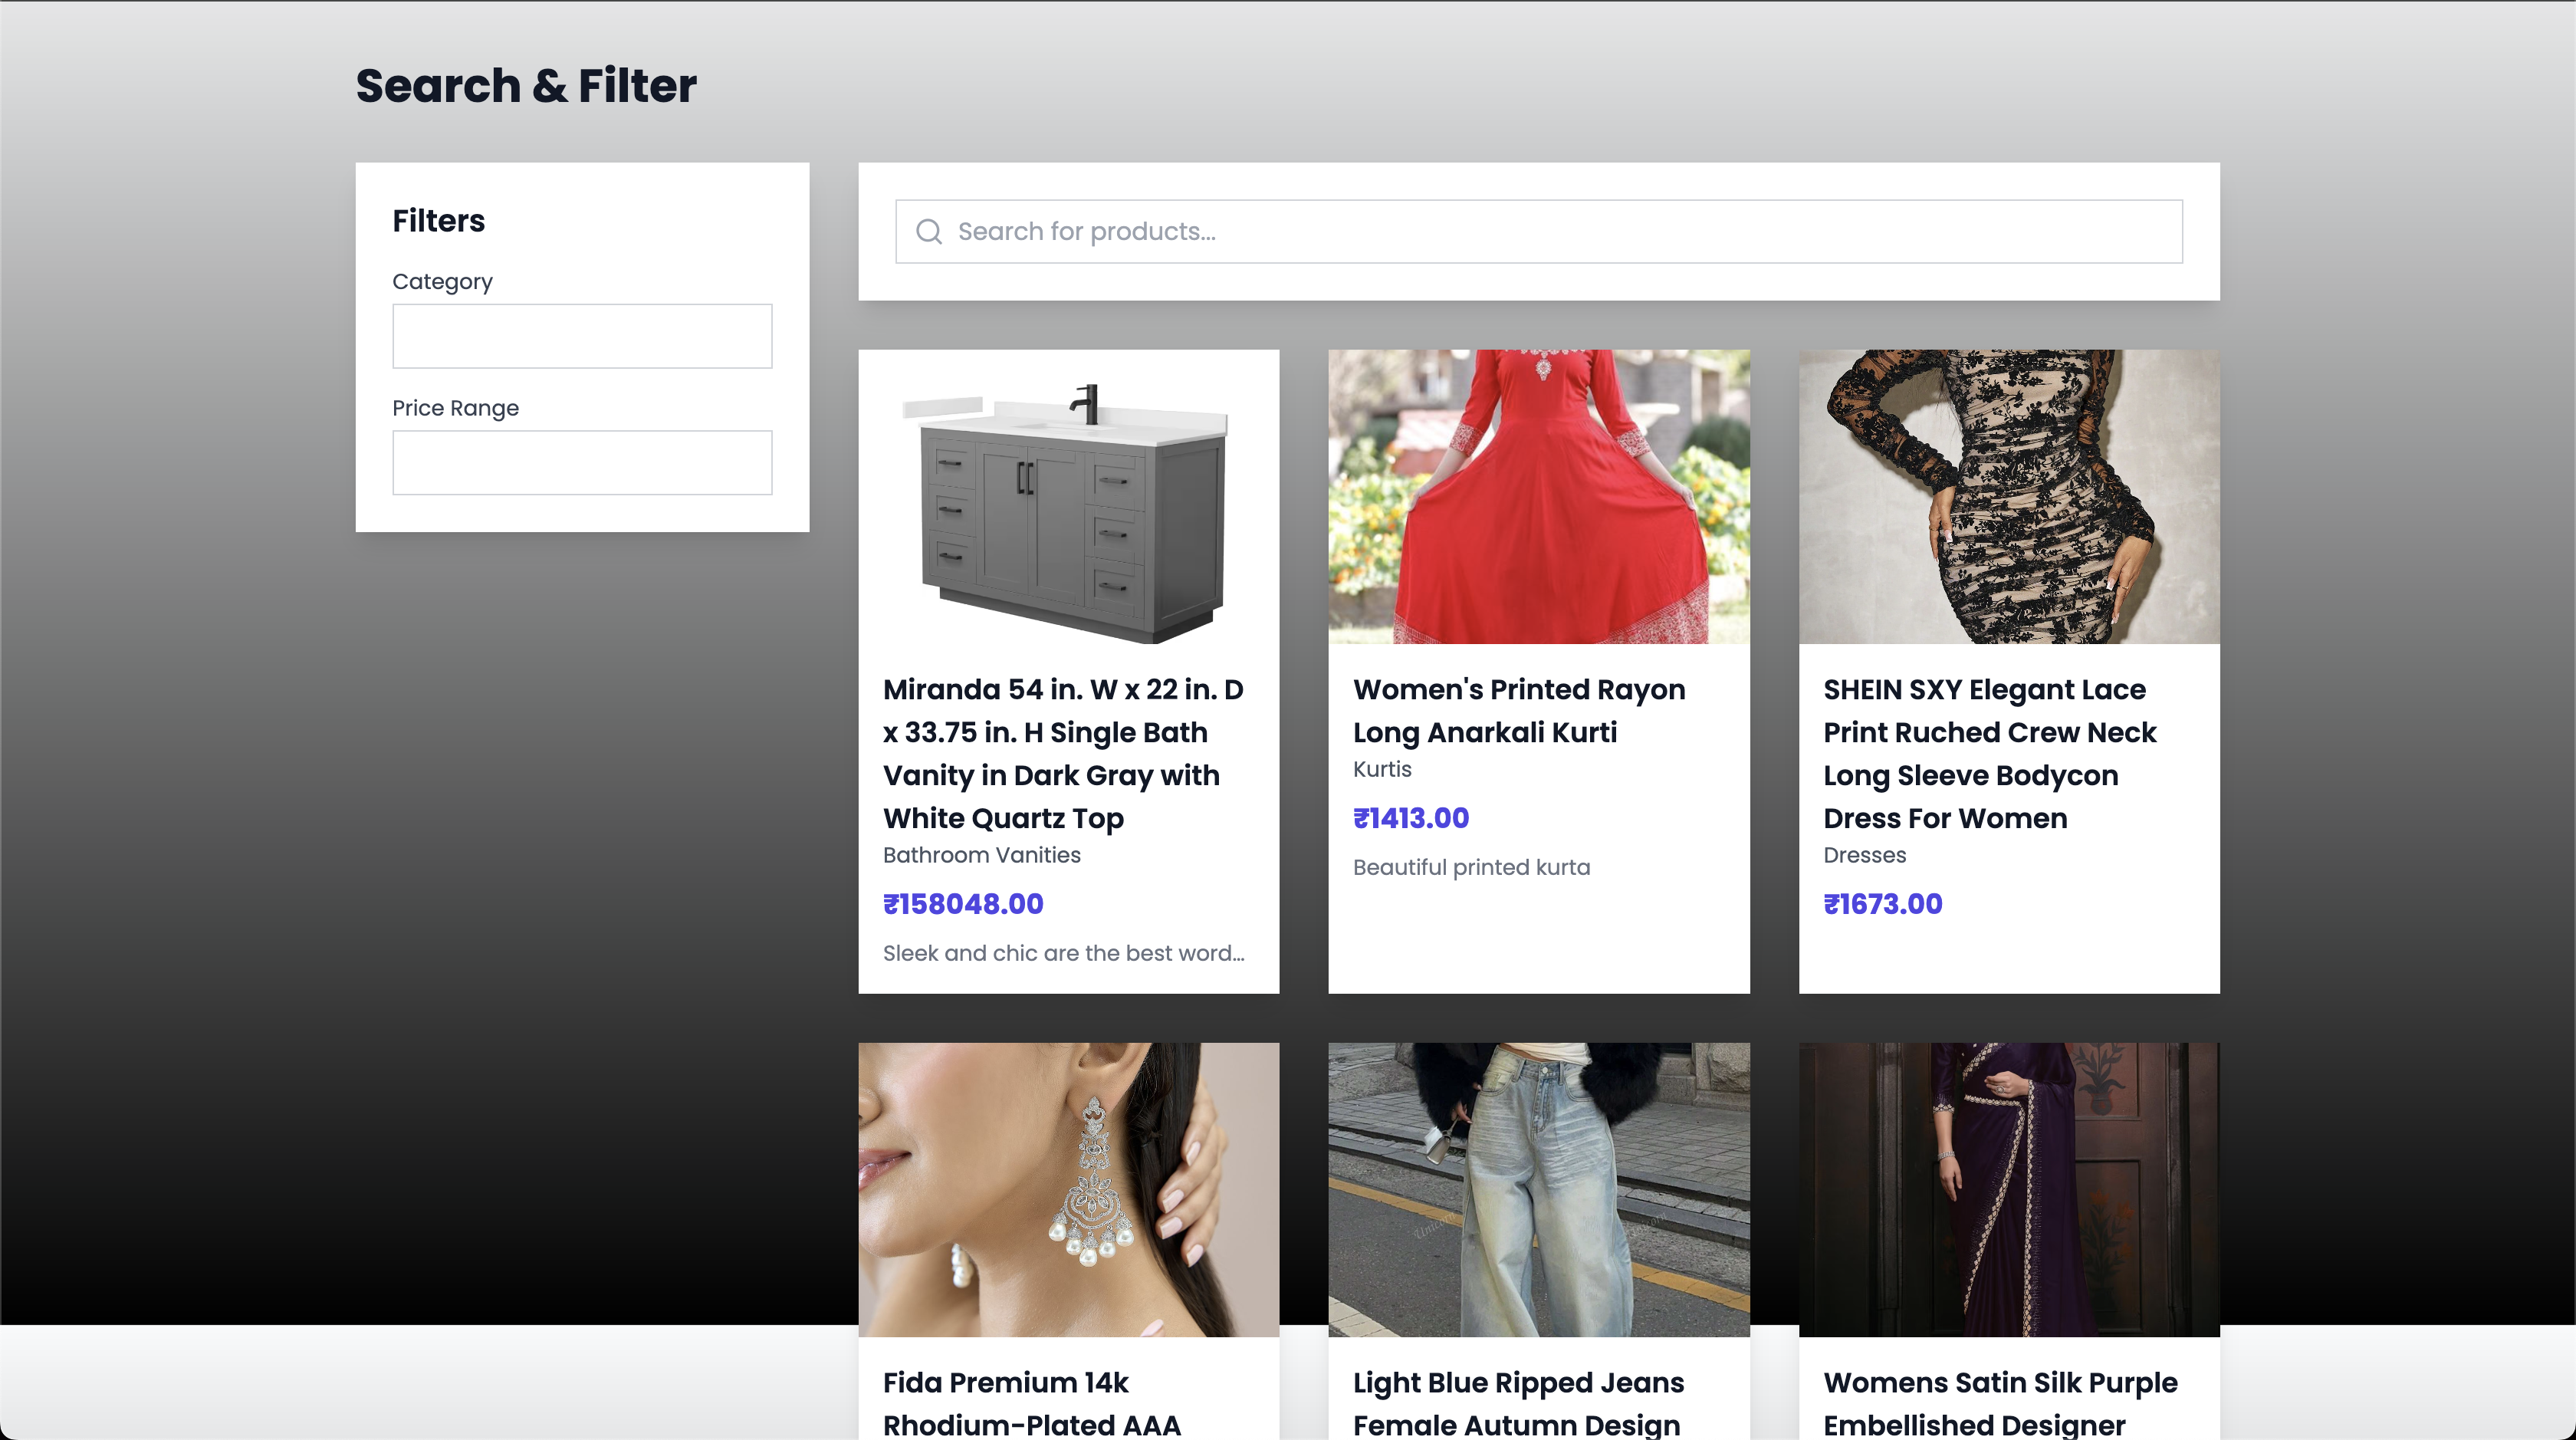 Search & Filter
Filters
Category
Price Range
Search for products...
Miranda 54 in. W x 22 in. D
x 33.75 in. H Single Bath
Vanity in Dark Gray with
White Quartz Top
Bathroom Vanities
₹158048.00
Sleek and chic are the best word...
Women's Printed Rayon
Long Anarkali Kurti
Kurtis
₹1413.00
Beautiful printed kurta
SHEIN SXY Elegant Lace
Print Ruched Crew Neck
Long Sleeve Bodycon
Dress For Women
Dresses
₹1673.00
Fida Premium 14k
Rhodium-Plated AAA
Light Blue Ripped Jeans
Female Autumn Design
Womens Satin Silk Purple
Embellished Designer